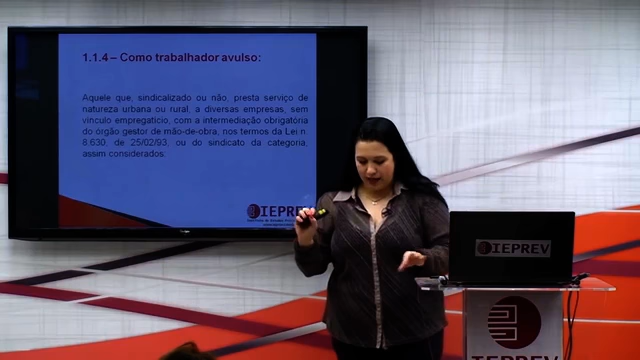 1.1.4 – Como trabalhador avulso:
Aquele que, sindicalizado ou não, presta serviço de
natureza urbana ou rural, a diversas empresas, sem
vínculo empregatício, com a intermediação obrigatória
do órgão gestor de mão-de-obra, nos termos da Lei n.
8.630, de 25/02/93, ou do sindicato da categoria,
assim considerados:
IEPREV
IEPREV
IEPREV